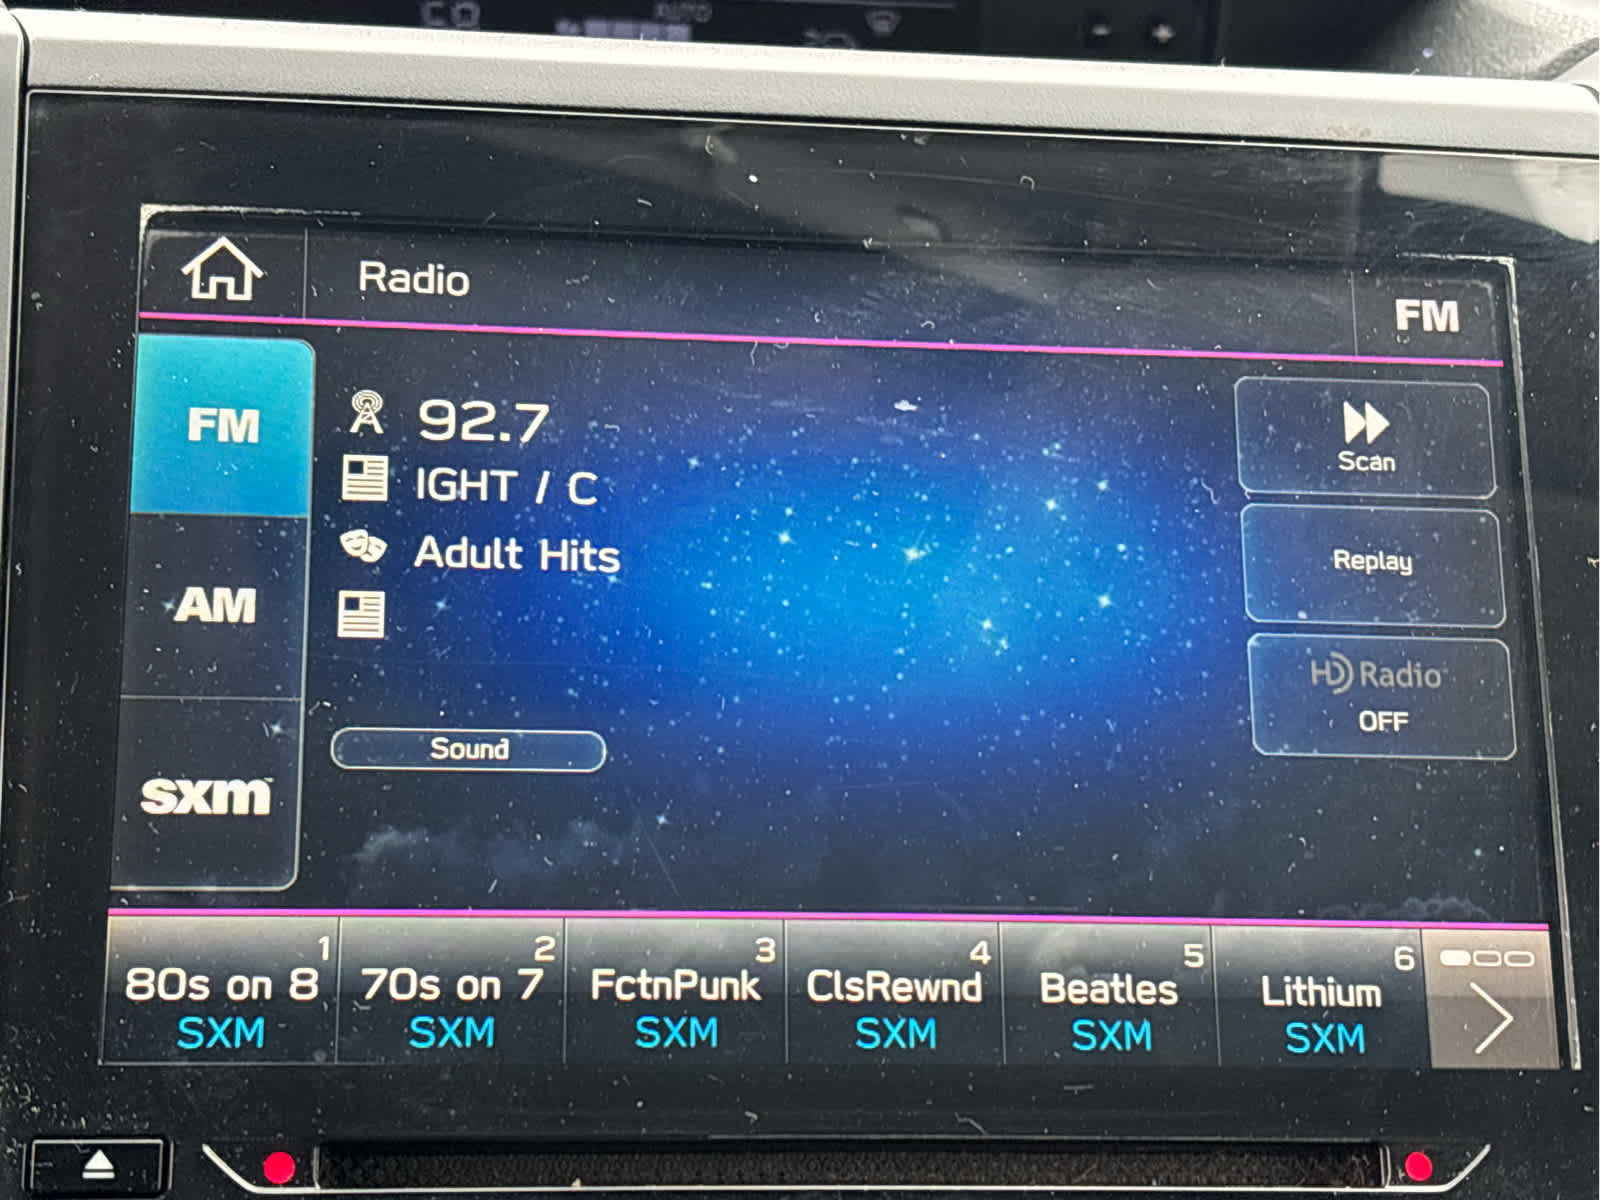 AUTO
Radio
FM
FM
AM
sxm
92.7
IGHT / C
Adult Hits
Sound
Scan
Replay
HD Radio
OFF
1
80s on 8
SXM
2
70s on 7
SXM
3
FctnPunk
SXM
4
ClsRewnd
SXM
5
Beatles
SXM
6
Lithium
SXM